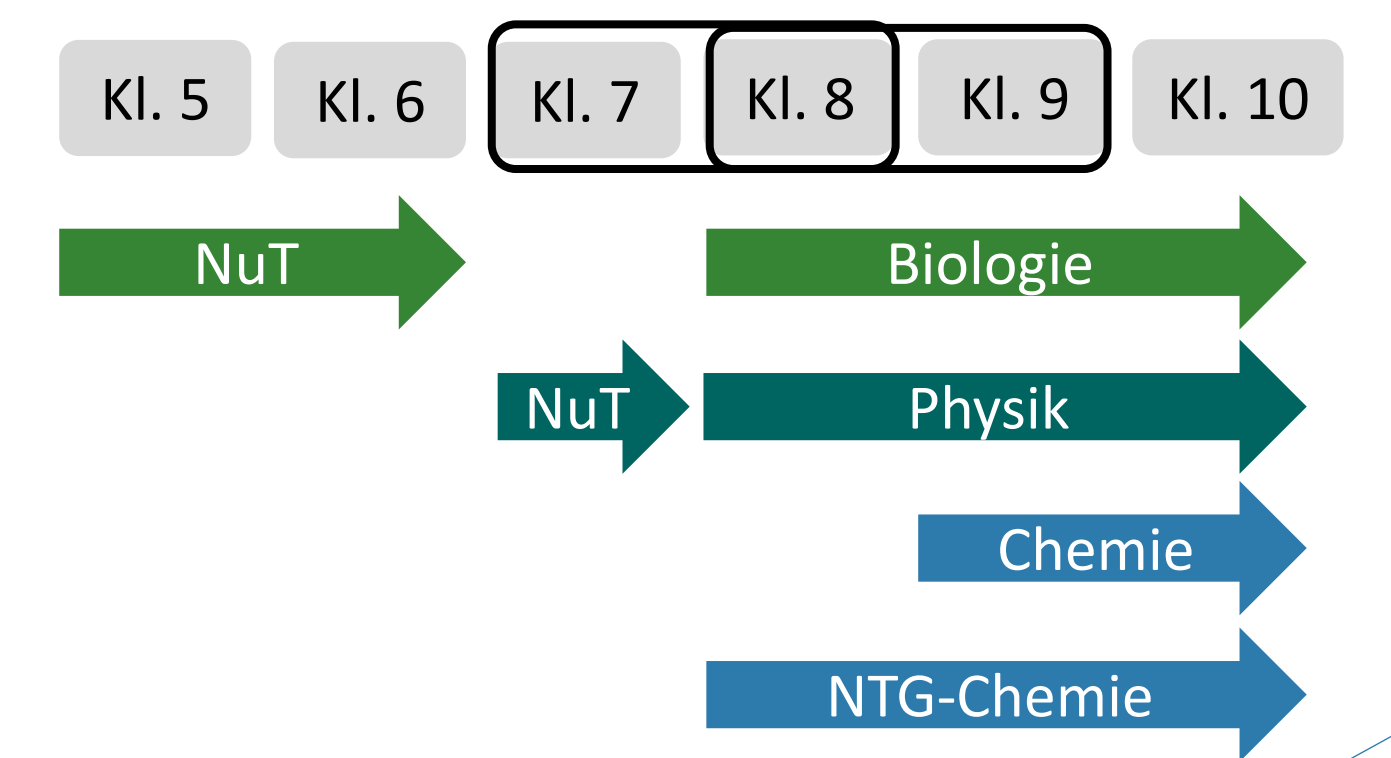 Kl. 5 Kl. 6 Kl. 7 Kl. 8 Kl. 9 Kl. 10
NuT Biologie
NuT Physik
Chemie
NTG-Chemie